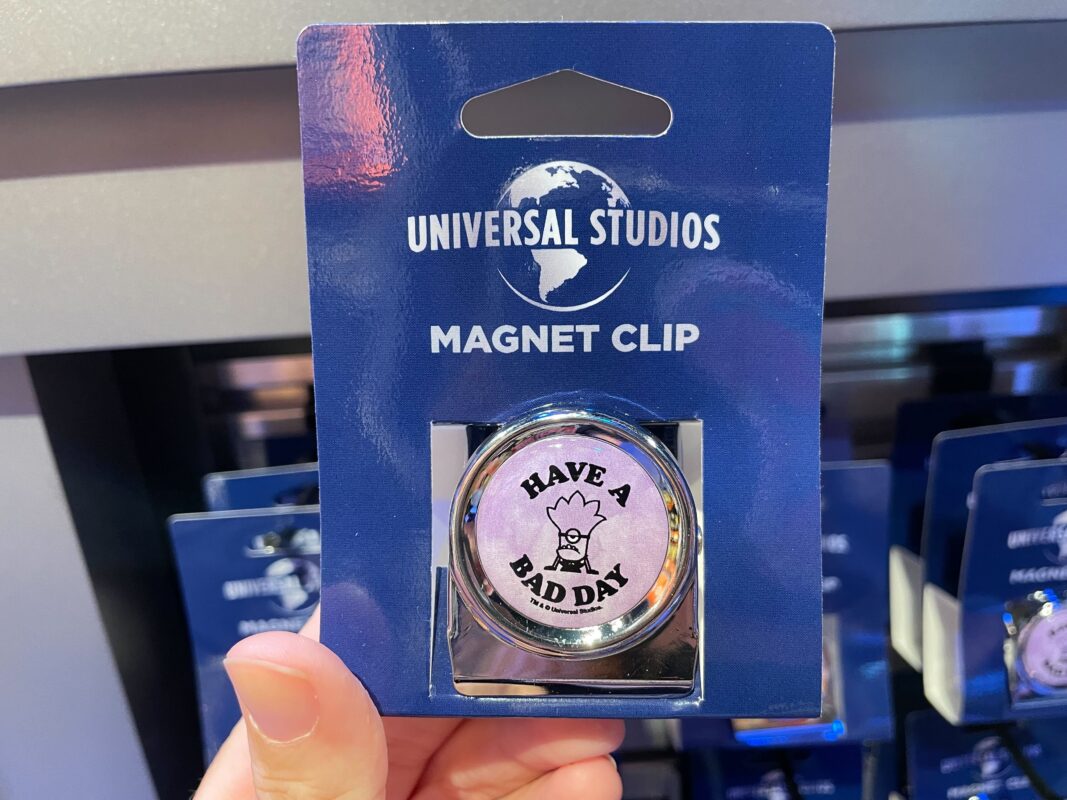 UNIVERSAL STUDIOS
MAGNET CLIP
HAVE A
BAD DAY
TM & © Universal Studios.